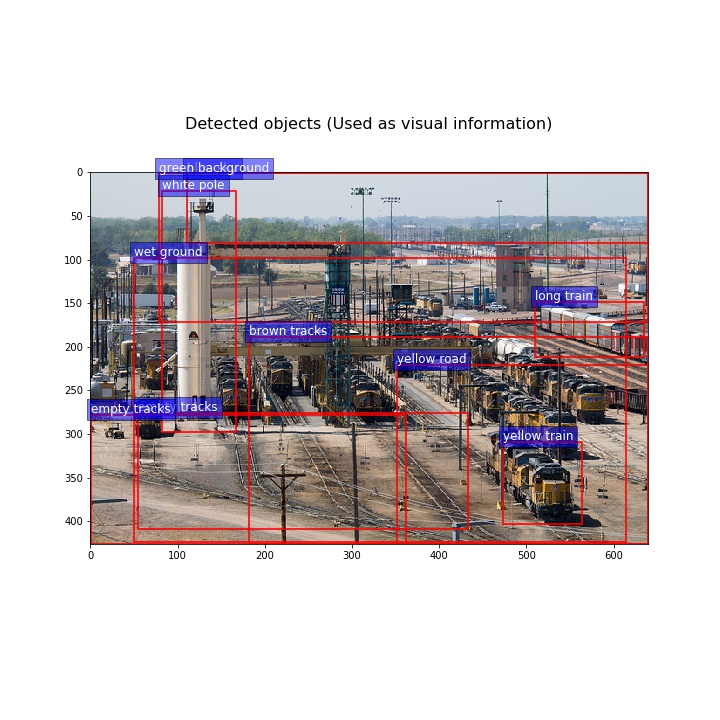 Detected objects (Used as visual information)
green background
white pole
wet ground
long train
brown tracks
yellow road
empty tracks
y tracks
yellow train
0
50
100
150
200
250
300
350
400
0 100 200 300 400 500 600